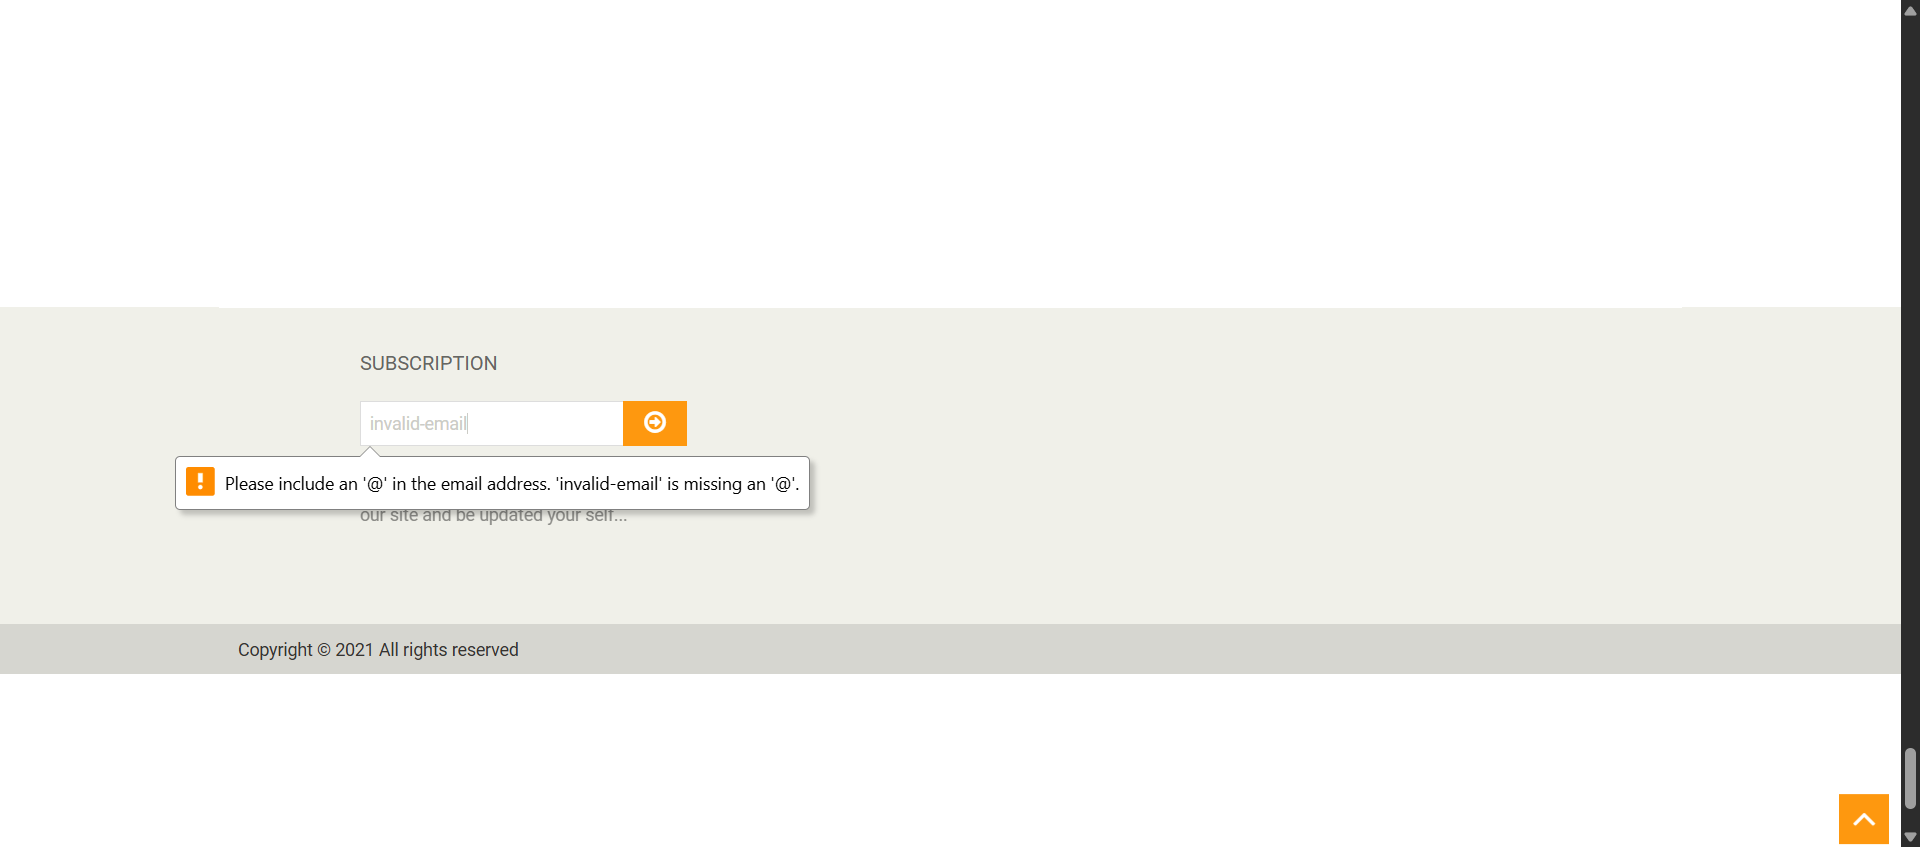 SUBSCRIPTION
invalid-email
Please include an '@' in the email address. 'invalid-email' is missing an '@'.
our site and be updated your self...
Copyright © 2021 All rights reserved